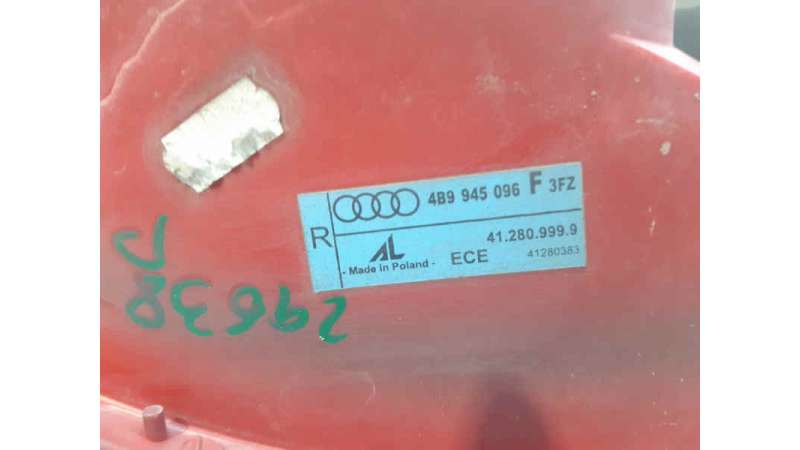 4B9 945 096 F 3FZ
R
41.280.999.9
AL
- Made in Poland - ECE 41280383
29638